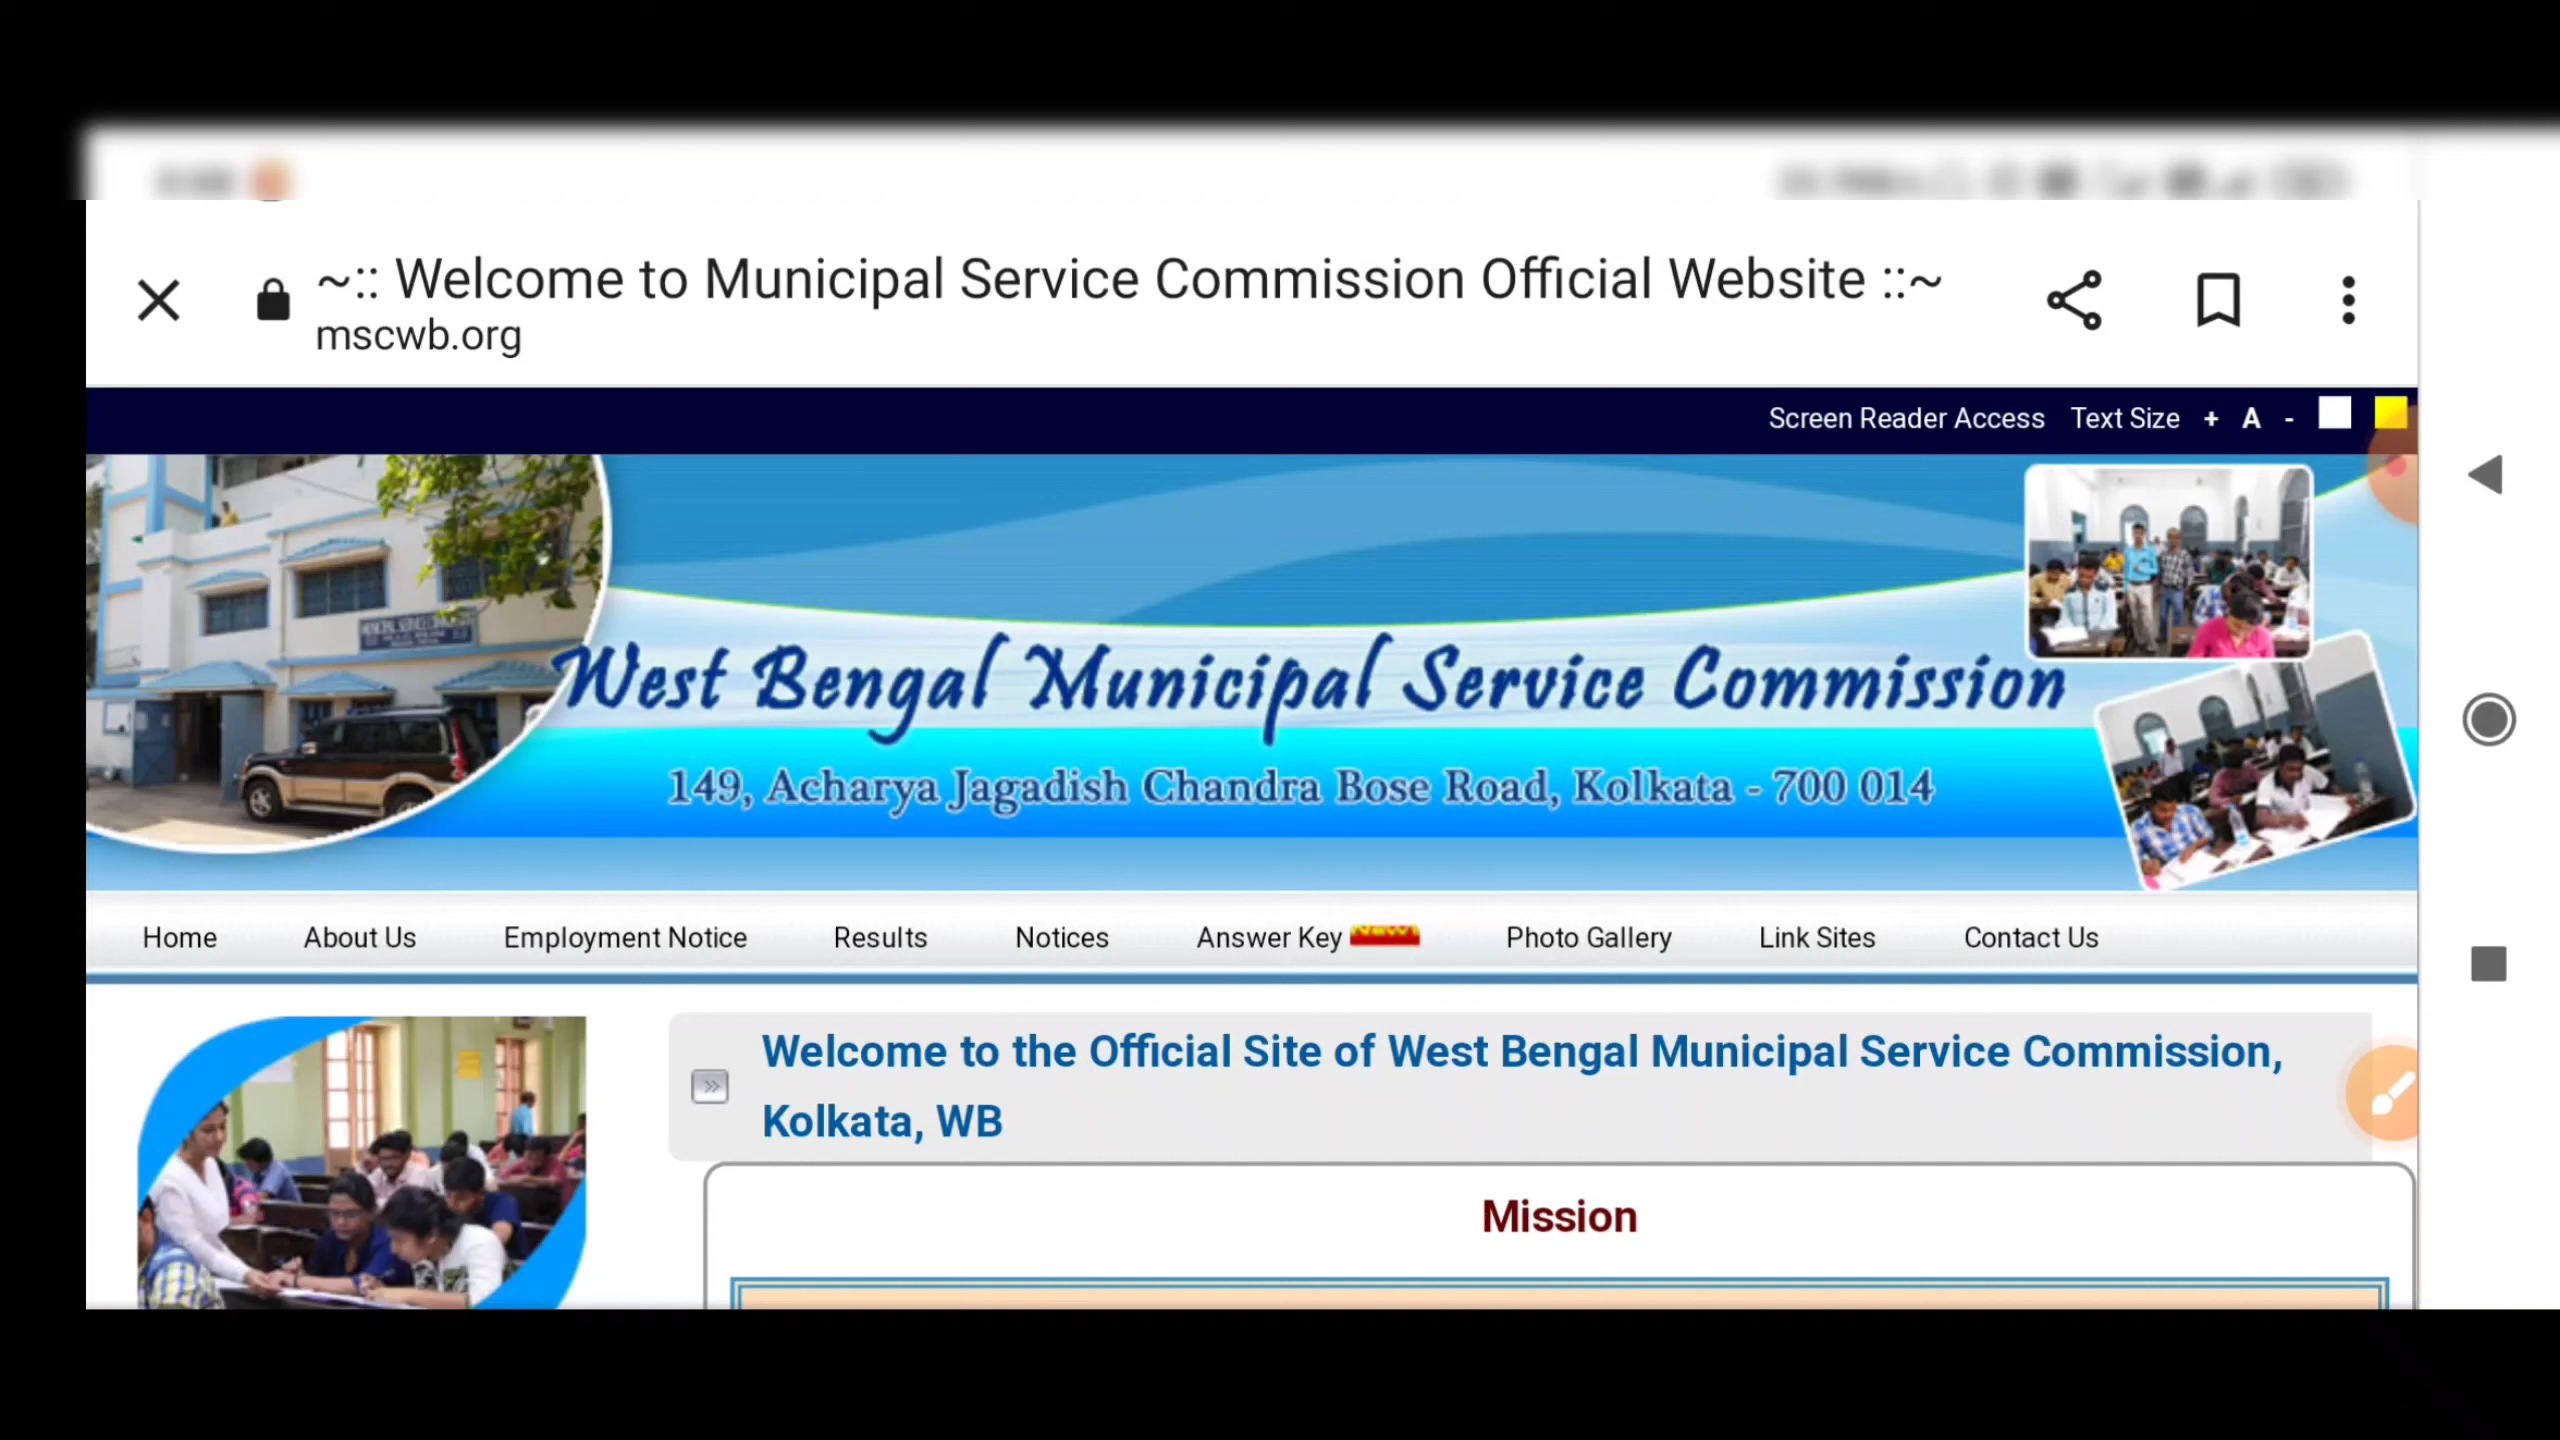 ~:: Welcome to Municipal Service Commission Official Website ::~
mscwb.org
Screen Reader Access Text Size + A -
West Bengal Municipal Service Commission
149, Acharya Jagadish Chandra Bose Road, Kolkata - 700 014
Home About Us Employment Notice Results Notices Answer Key NEW! Photo Gallery Link Sites Contact Us
Welcome to the Official Site of West Bengal Municipal Service Commission,
Kolkata, WB
Mission